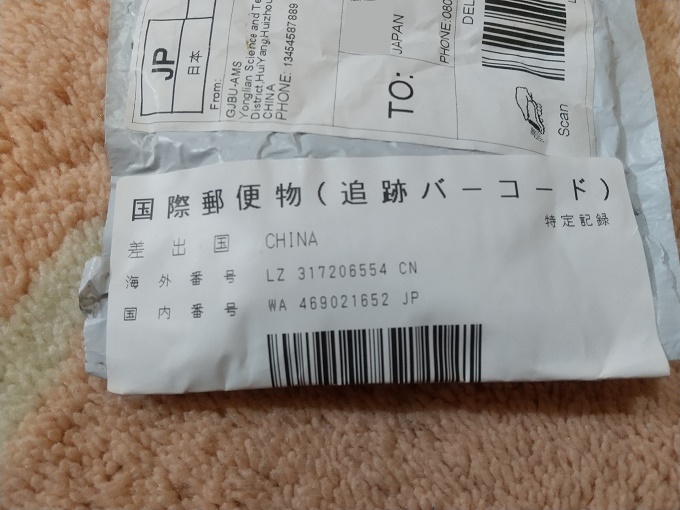 JP
日本
From:
GJBU-AMS
Yonglian Science and Te
District,HuiYang,Huizhou
CHINA
PHONE: 13454587889
TO:
JAPAN
PHONE:080
DEL
Scan
国際郵便物(追跡バーコード)
特定記録
差出国 CHINA
海外番号 LZ 317206554 CN
国内番号 WA 469021652 JP